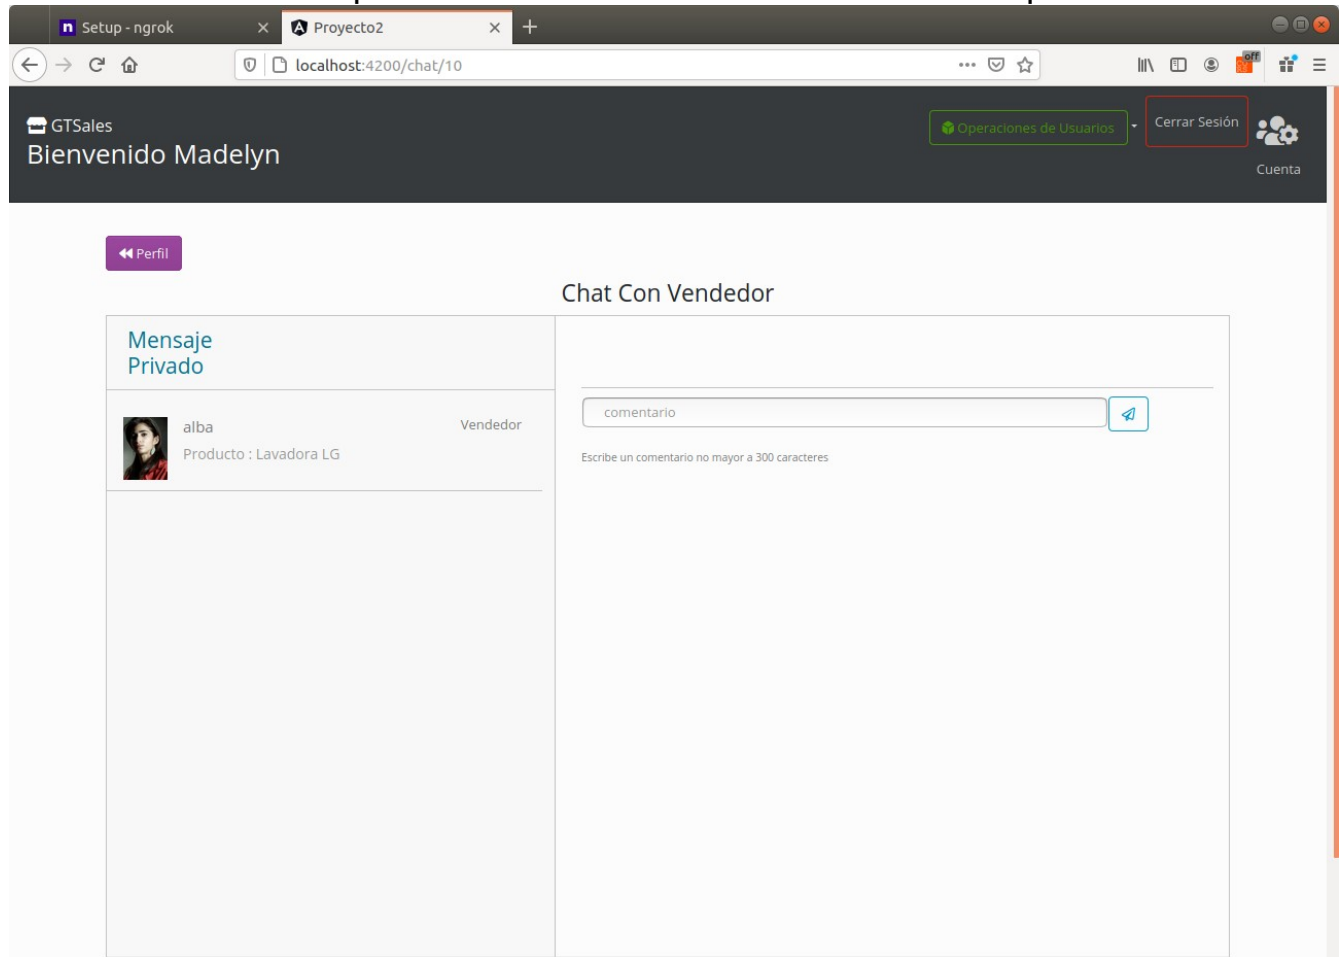 Setup - ngrok
Proyecto2
localhost:4200/chat/10
off
GTSales
Bienvenido Madelyn
Operaciones de Usuarios
Cerrar Sesión
Cuenta
Perfil
Chat Con Vendedor
Mensaje
Privado
alba
Vendedor
Producto : Lavadora LG
comentario
Escribe un comentario no mayor a 300 caracteres